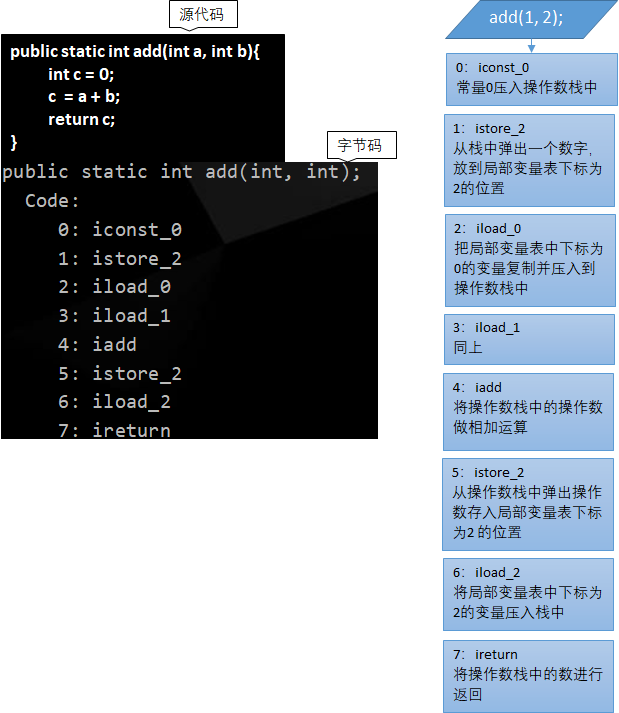 源代码
public static int add(int a, int b){
int c = 0;
c = a + b;
return c;
}
字节码
public static int add(int, int);
Code:
0: iconst_0
1: istore_2
2: iload_0
3: iload_1
4: iadd
5: istore_2
6: iload_2
7: ireturn
add(1, 2);
0： iconst_0
常量0压入操作数栈中
1： istore_2
从栈中弹出一个数字，
放到局部变量表下标为
2的位置
2： iload_0
把局部变量表中下标为
0的变量复制并压入到
操作数栈中
3： iload_1
同上
4： iadd
将操作数栈中的操作数
做相加运算
5： istore_2
从操作数栈中弹出操作
数存入局部变量表下标
为2 的位置
6： iload_2
将局部变量表中下标为
2的变量压入栈中
7： ireturn
将操作数栈中的数进行
返回